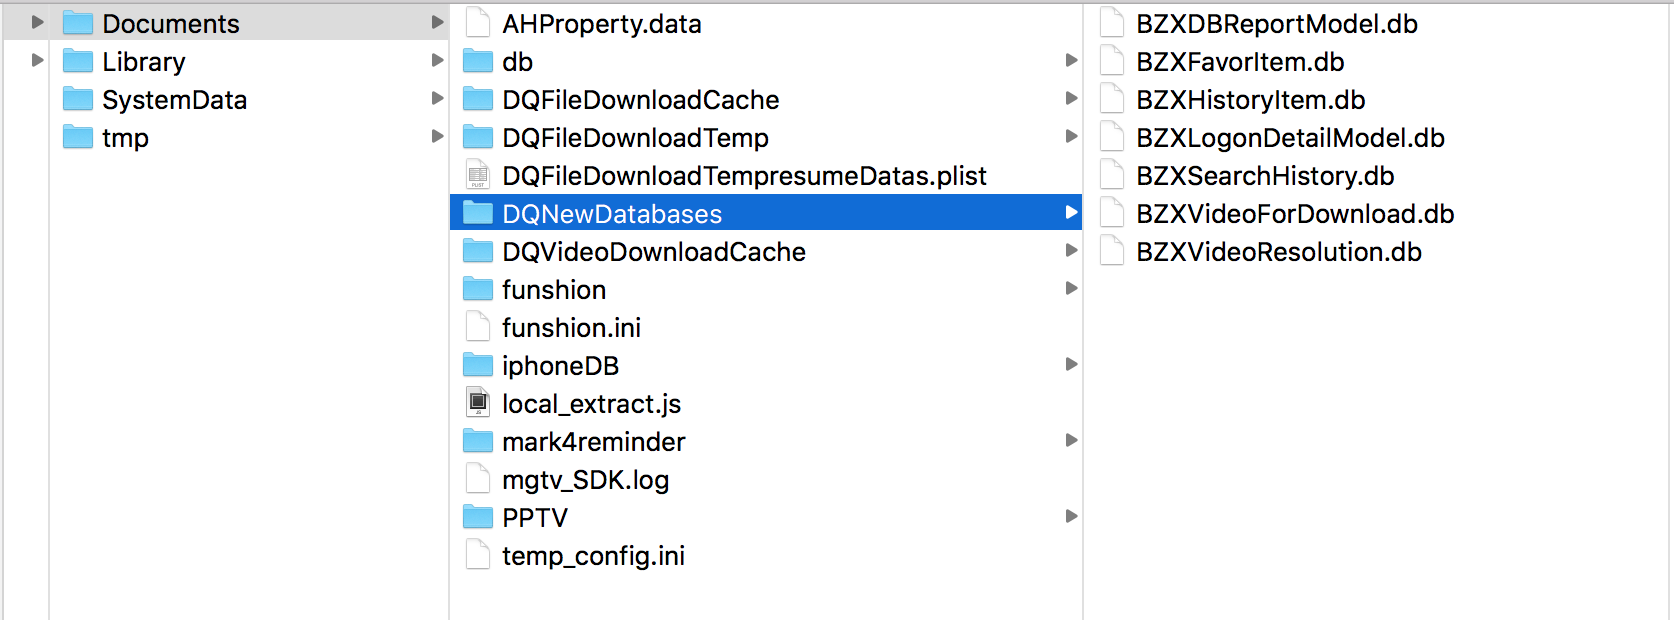 Documents
Library
SystemData
tmp
AHProperty.data
db
DQFileDownloadCache
DQFileDownloadTemp
DQFileDownloadTempresumeDatas.plist
DQNewDatabases
DQVideoDownloadCache
funshion
funshion.ini
iphoneDB
local_extract.js
mark4reminder
mgtv_SDK.log
PPTV
temp_config.ini
BZXDBReportModel.db
BZXFavorItem.db
BZXHistoryItem.db
BZXLogonDetailModel.db
BZXSearchHistory.db
BZXVideoForDownload.db
BZXVideoResolution.db